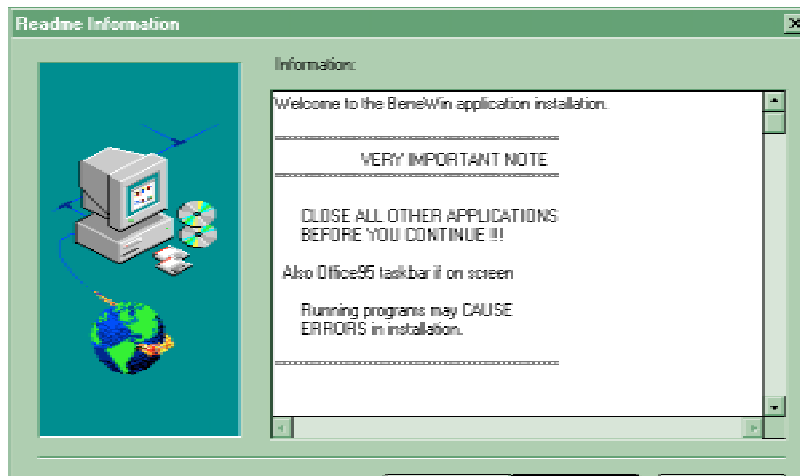 Readme Information
Information:
Welcome to the BeneWin application installation.
VERY IMPORTANT NOTE
CLOSE ALL OTHER APPLICATIONS
BEFORE YOU CONTINUE !!!
Also Office95 taskbar if on screen
Running programs may CAUSE
ERRORS in installation.